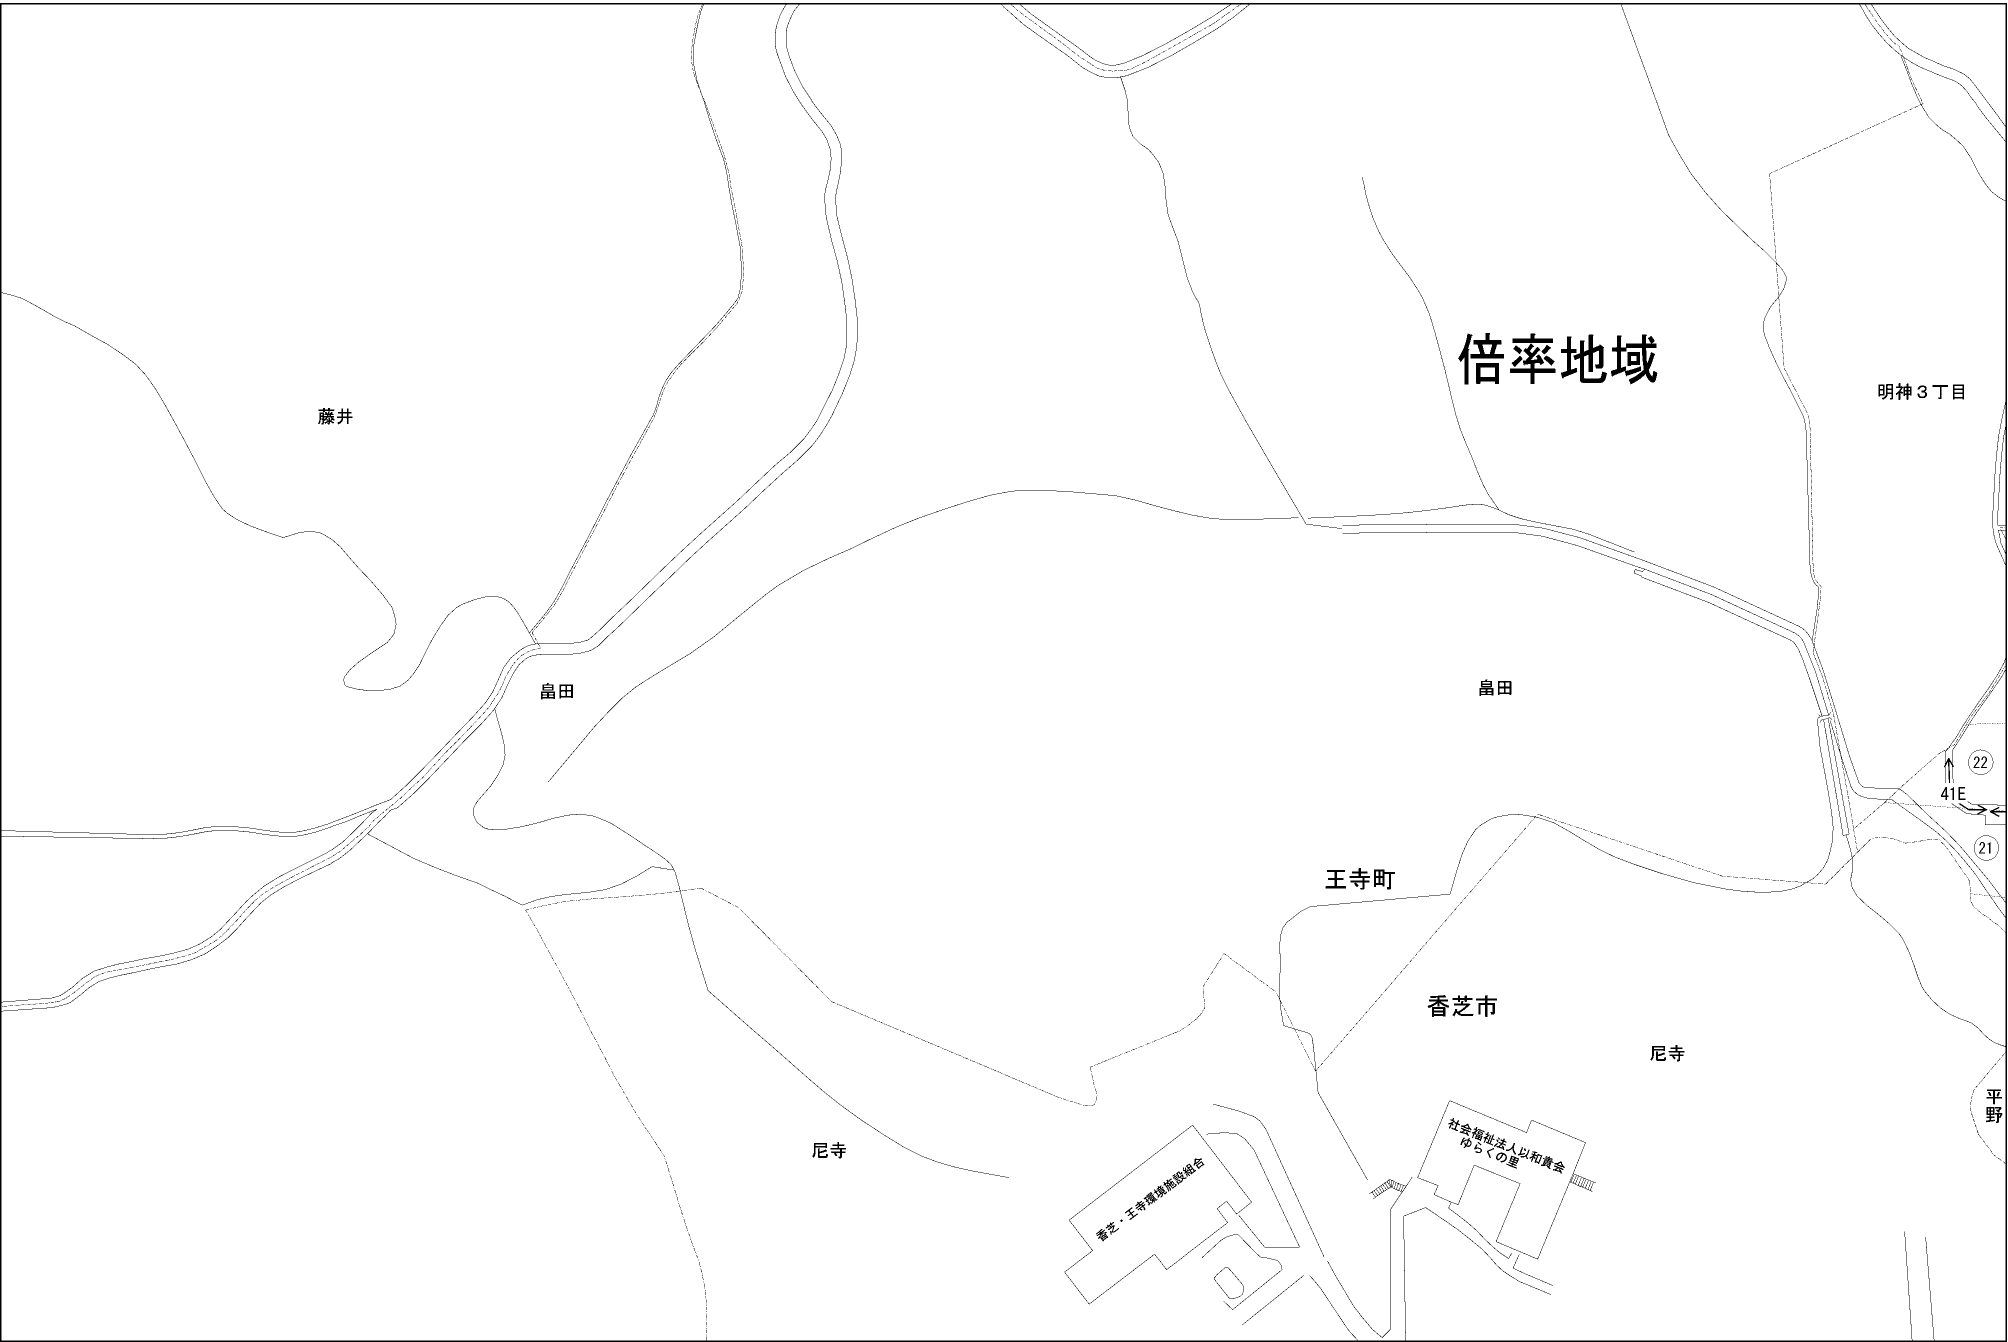 倍率地域
明神３丁目
藤井
畠田
畠田
22
41E
21
王寺町
香芝市
尼寺
平野
尼寺
社会福祉法人以和貴会
ゆらくの里
香芝・王寺環境施設組合